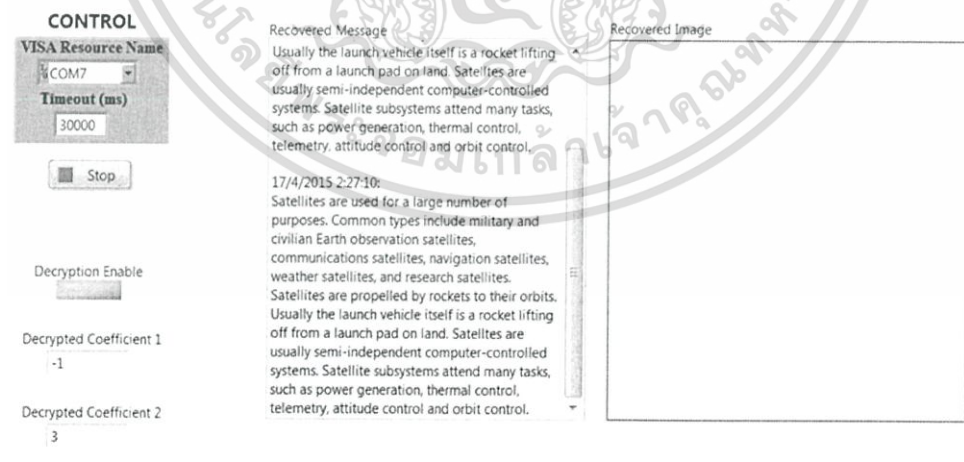 CONTROL
VISA Resource Name
COM7
Timeout (ms)
30000
Stop
Decryption Enable
Decrypted Coefficient 1
-1
Decrypted Coefficient 2
3
Recovered Message
Usually the launch vehicle itself is a rocket lifting
off from a launch pad on land. Satelltes are
usually semi-independent computer-controlled
systems. Satellite subsystems attend many tasks,
such as power generation, thermal control,
telemetry, attitude control and orbit control.
17/4/2015 2:27:10:
Satellites are used for a large number of
purposes. Common types include military and
civilian Earth observation satellites,
communications satellites, navigation satellites,
weather satellites, and research satellites.
Satellites are propelled by rockets to their orbits.
Usually the launch vehicle itself is a rocket lifting
off from a launch pad on land. Satelltes are
usually semi-independent computer-controlled
systems. Satellite subsystems attend many tasks,
such as power generation, thermal control,
telemetry, attitude control and orbit control.
Recovered Image